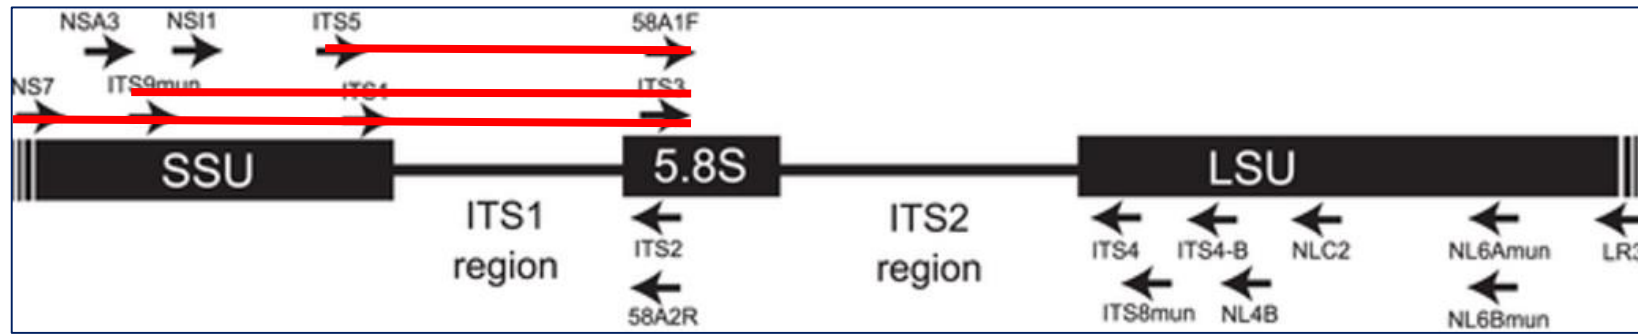 NSA3 NSI1 ITS5 58A1F
NS7 ITS9mun ITS1 ITS3
SSU 5.8S LSU
ITS1 region
ITS2 region
ITS2 ITS4 ITS4-B NLC2 NL6Amun LR3
58A2R ITS8mun NL4B NL6Bmun